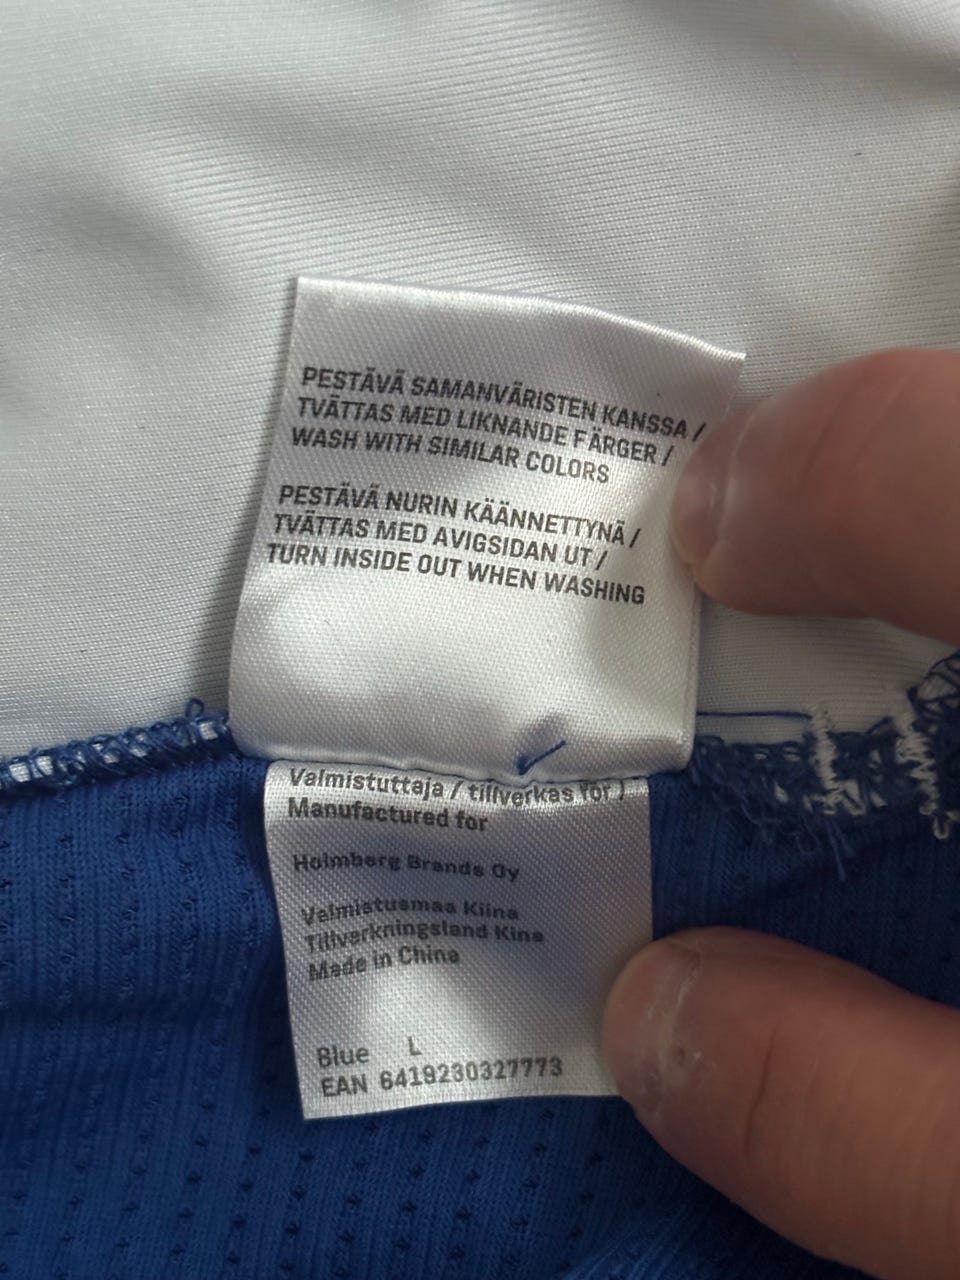 PESTÄVÄ SAMANVÄRISTEN KANSSA /
TVÄTTAS MED LIKNANDE FÄRGER /
WASH WITH SIMILAR COLORS
PESTÄVÄ NURIN KÄÄNNETTYNÄ /
TVÄTTAS MED AVIGSIDAN UT /
TURN INSIDE OUT WHEN WASHING
Valmistuttaja / tillverkas för /
Manufactured for
Holmberg Brands Oy
Valmistusmaa Kiina
Tillverkningsland Kina
Made in China
Blue L
EAN 6419230327773